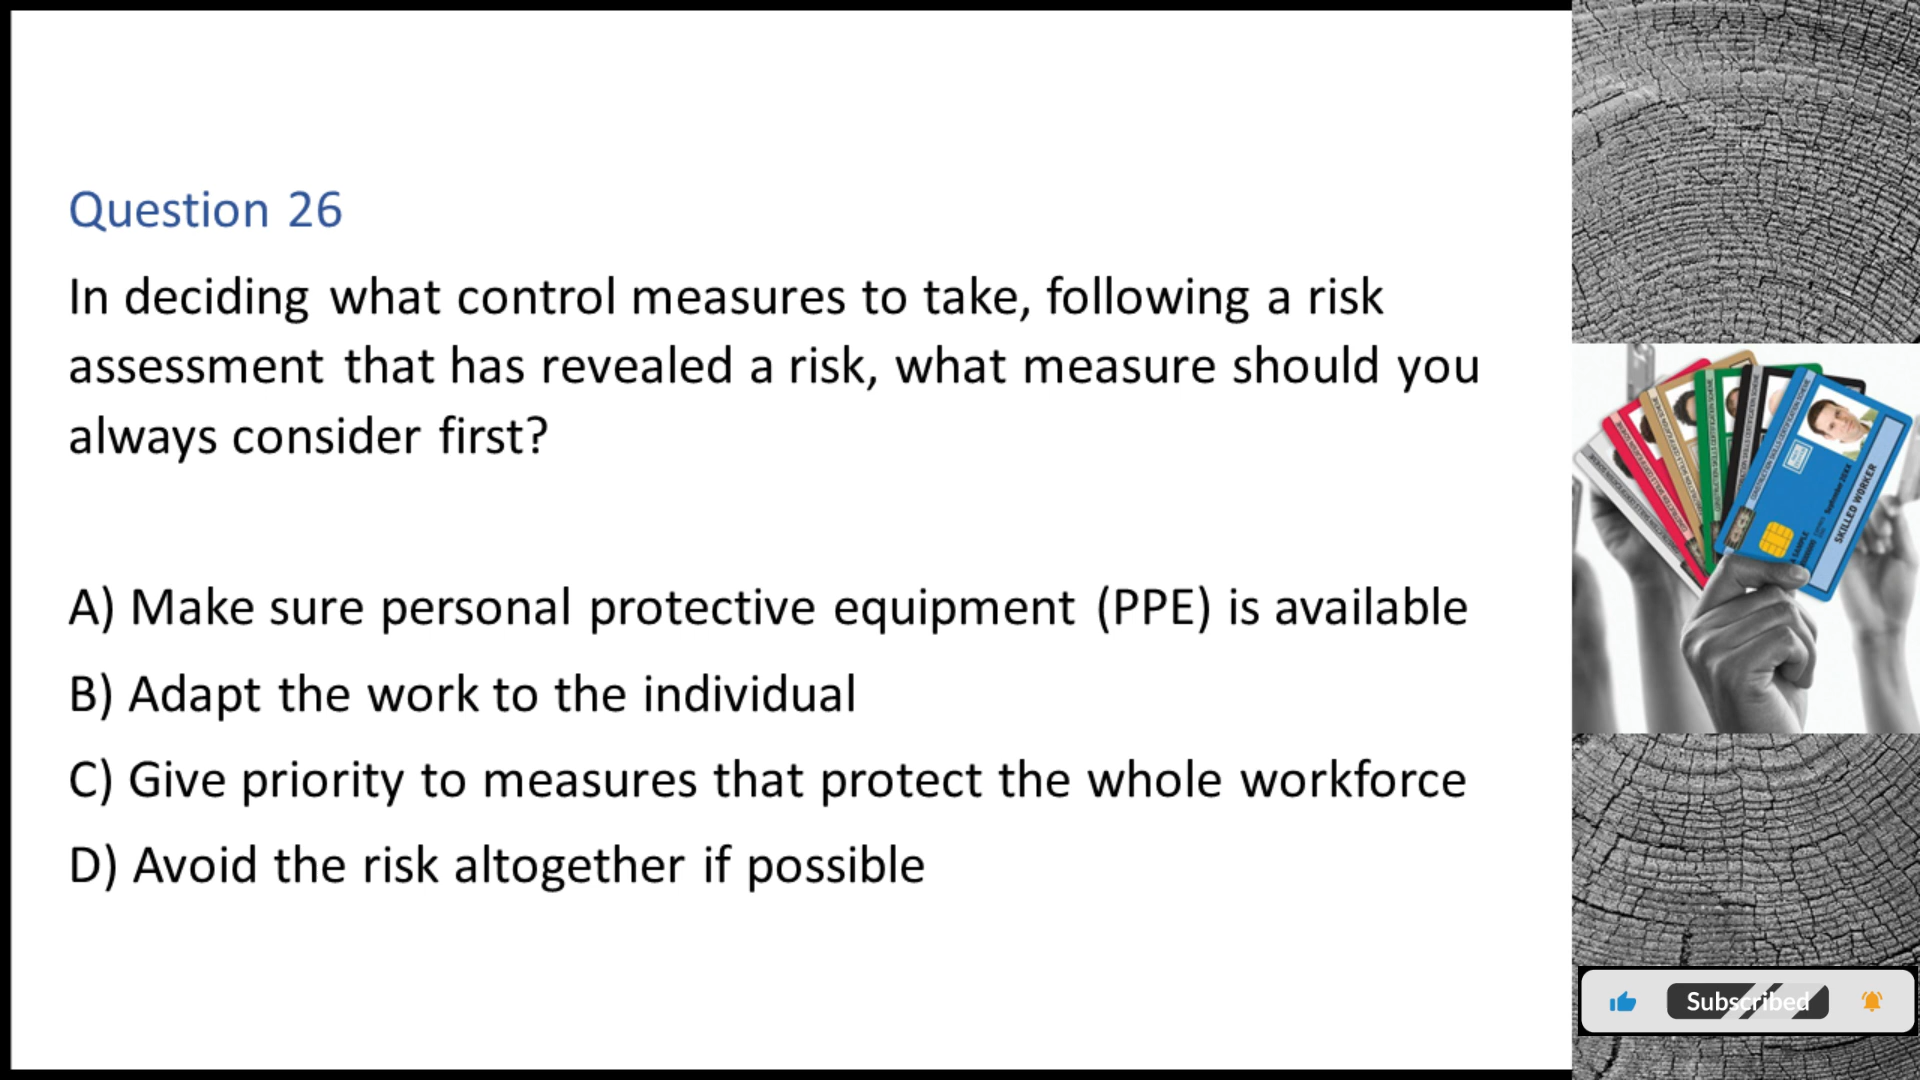 Question 26
In deciding what control measures to take, following a risk
assessment that has revealed a risk, what measure should you
always consider first?
A) Make sure personal protective equipment (PPE) is available
B) Adapt the work to the individual
C) Give priority to measures that protect the whole workforce
D) Avoid the risk altogether if possible
SKILLED WORKER
Subscribed